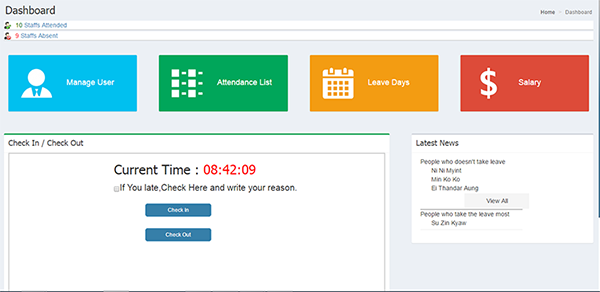 Dashboard
Home > Dashboard
10 Staffs Attended
9 Staffs Absent
Manage User
Attendance List
Leave Days
Salary
Check In / Check Out
Current Time : 08:42:09
If You late,Check Here and write your reason.
Check In
Check Out
Latest News
People who doesn't take leave
Ni Ni Myint
Min Ko Ko
Ei Thandar Aung
View All
People who take the leave most
Su Zin Kyaw